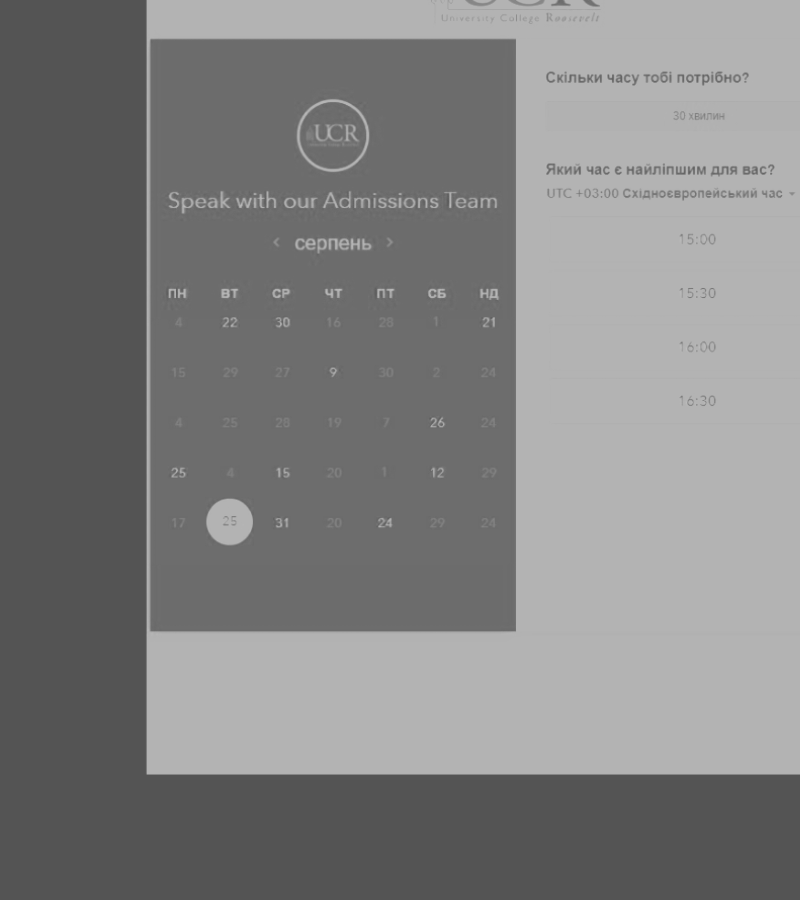 UCR
University College Roosevelt
UCR
Speak with our Admissions Team
серпень
ПН ВТ СР ЧТ ПТ СБ НД
4 22 30 16 28 1 21
15 29 27 9 30 2 24
4 25 28 19 7 26 24
25 4 15 20 1 12 29
17 25 31 20 24 29 24
Скільки часу тобі потрібно?
30 хвилин
Який час є найліпшим для вас?
UTC +03:00 Східноєвропейський час
15:00
15:30
16:00
16:30